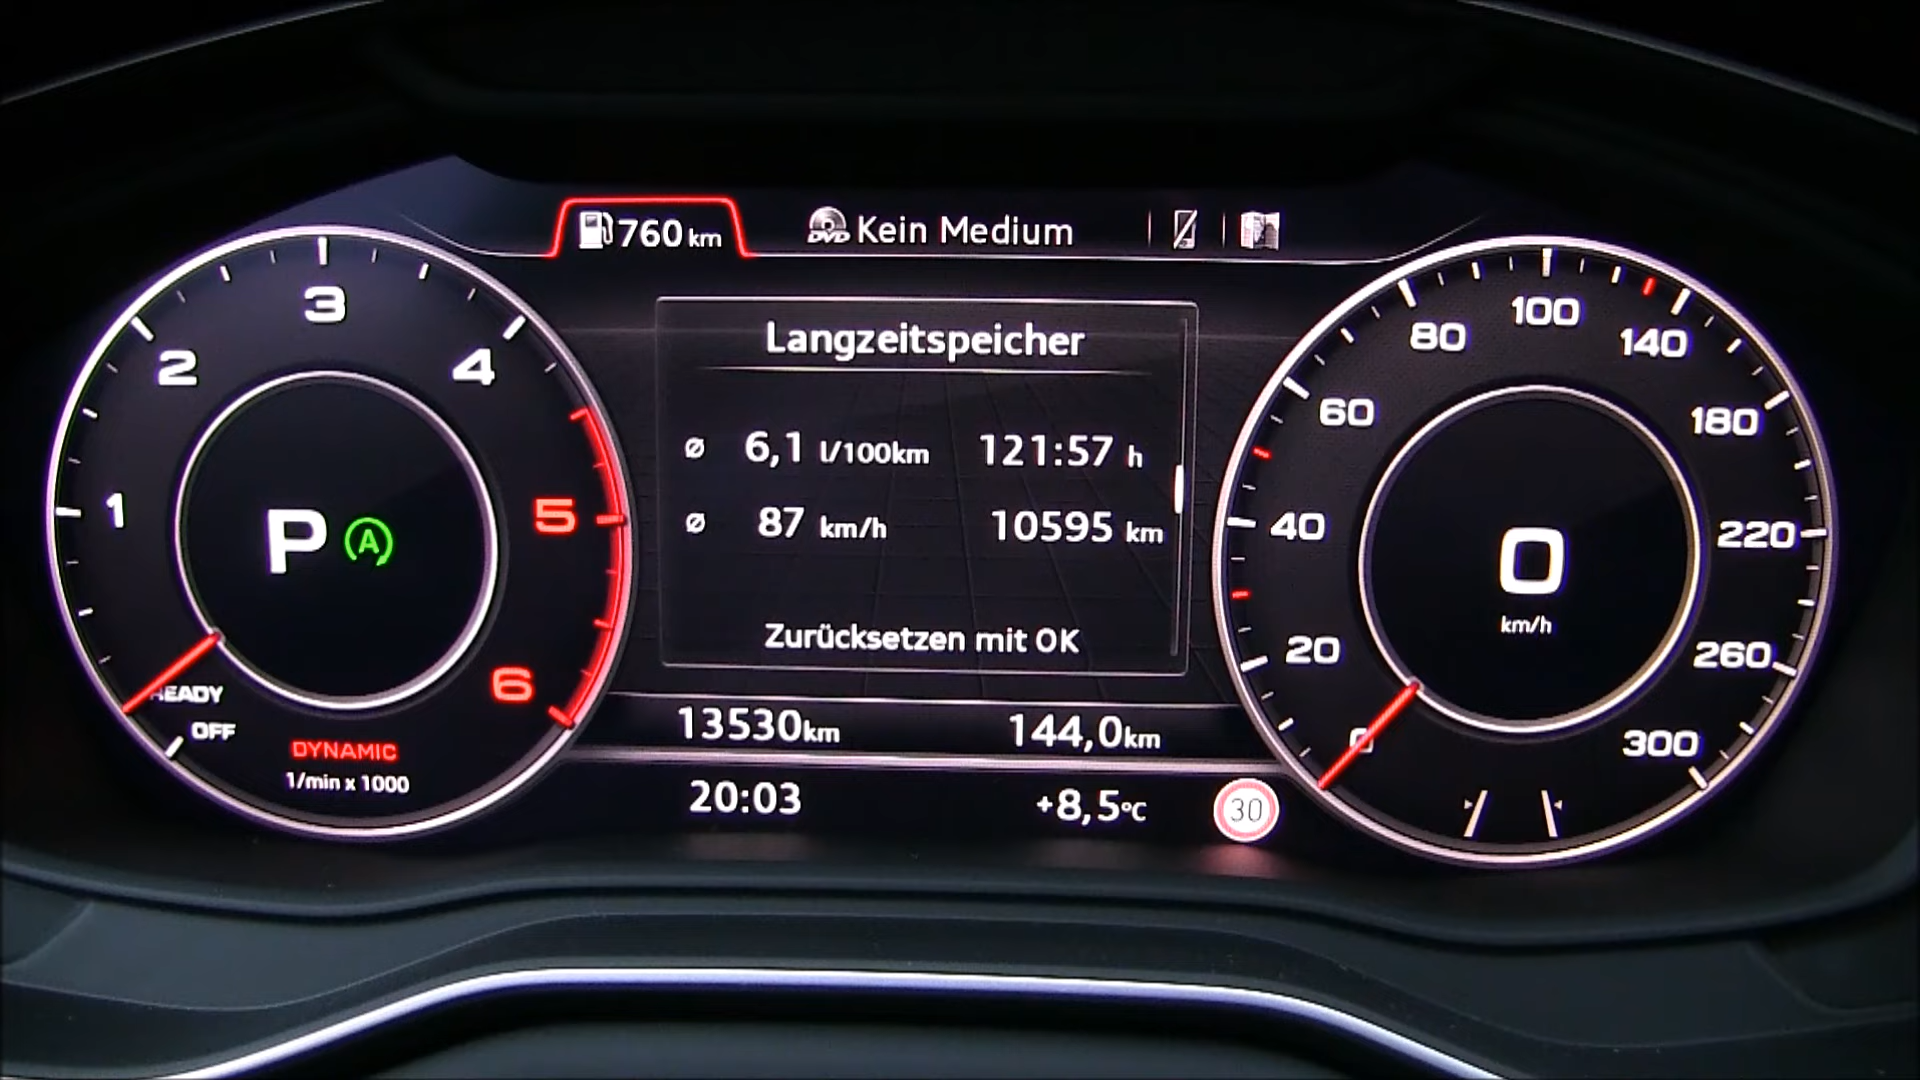 760 km
DVD Kein Medium
Langzeitspeicher
ø 6,1 l/100km 121:57 h
ø 87 km/h 10595 km
Zurücksetzen mit OK
13530km 144,0km
20:03 +8,5°C 30
1
2
3
4
5
6
P A
READY
OFF
DYNAMIC
1/min x 1000
0
20
40
60
80
100
140
180
220
260
300
0
km/h